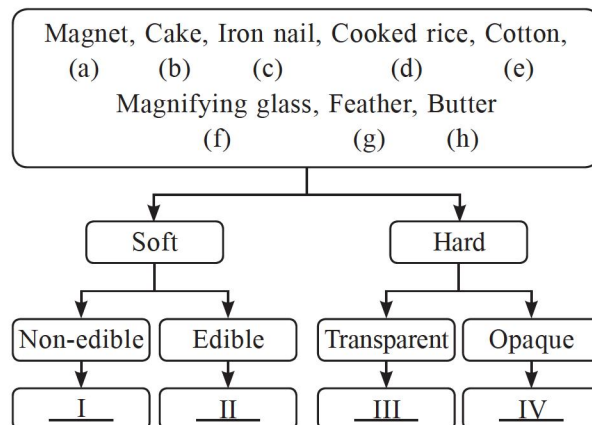 Magnet, Cake, Iron nail, Cooked rice, Cotton,
(a) (b) (c) (d) (e)
Magnifying glass, Feather, Butter
(f) (g) (h)
Soft Hard
Non-edible Edible Transparent Opaque
I II III IV